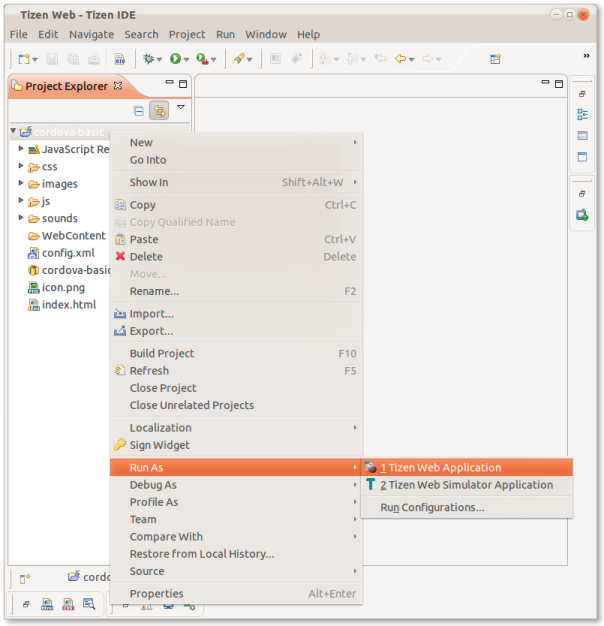 Tizen Web - Tizen IDE
File Edit Navigate Search Project Run Window Help
Project Explorer
cordova-basic
JavaScript Re
css
images
js
sounds
WebContent
config.xml
cordova-basic
icon.png
index.html
New
Go Into
Show In Shift+Alt+W
Copy Ctrl+C
Copy Qualified Name
Paste Ctrl+V
Delete Delete
Move...
Rename... F2
Import...
Export...
Build Project F10
Refresh F5
Close Project
Close Unrelated Projects
Localization
Sign Widget
Run As
1 Tizen Web Application
Debug As
2 Tizen Web Simulator Application
Profile As
Run Configurations...
Team
Compare With
Restore from Local History...
Source
cordo
Properties Alt+Enter